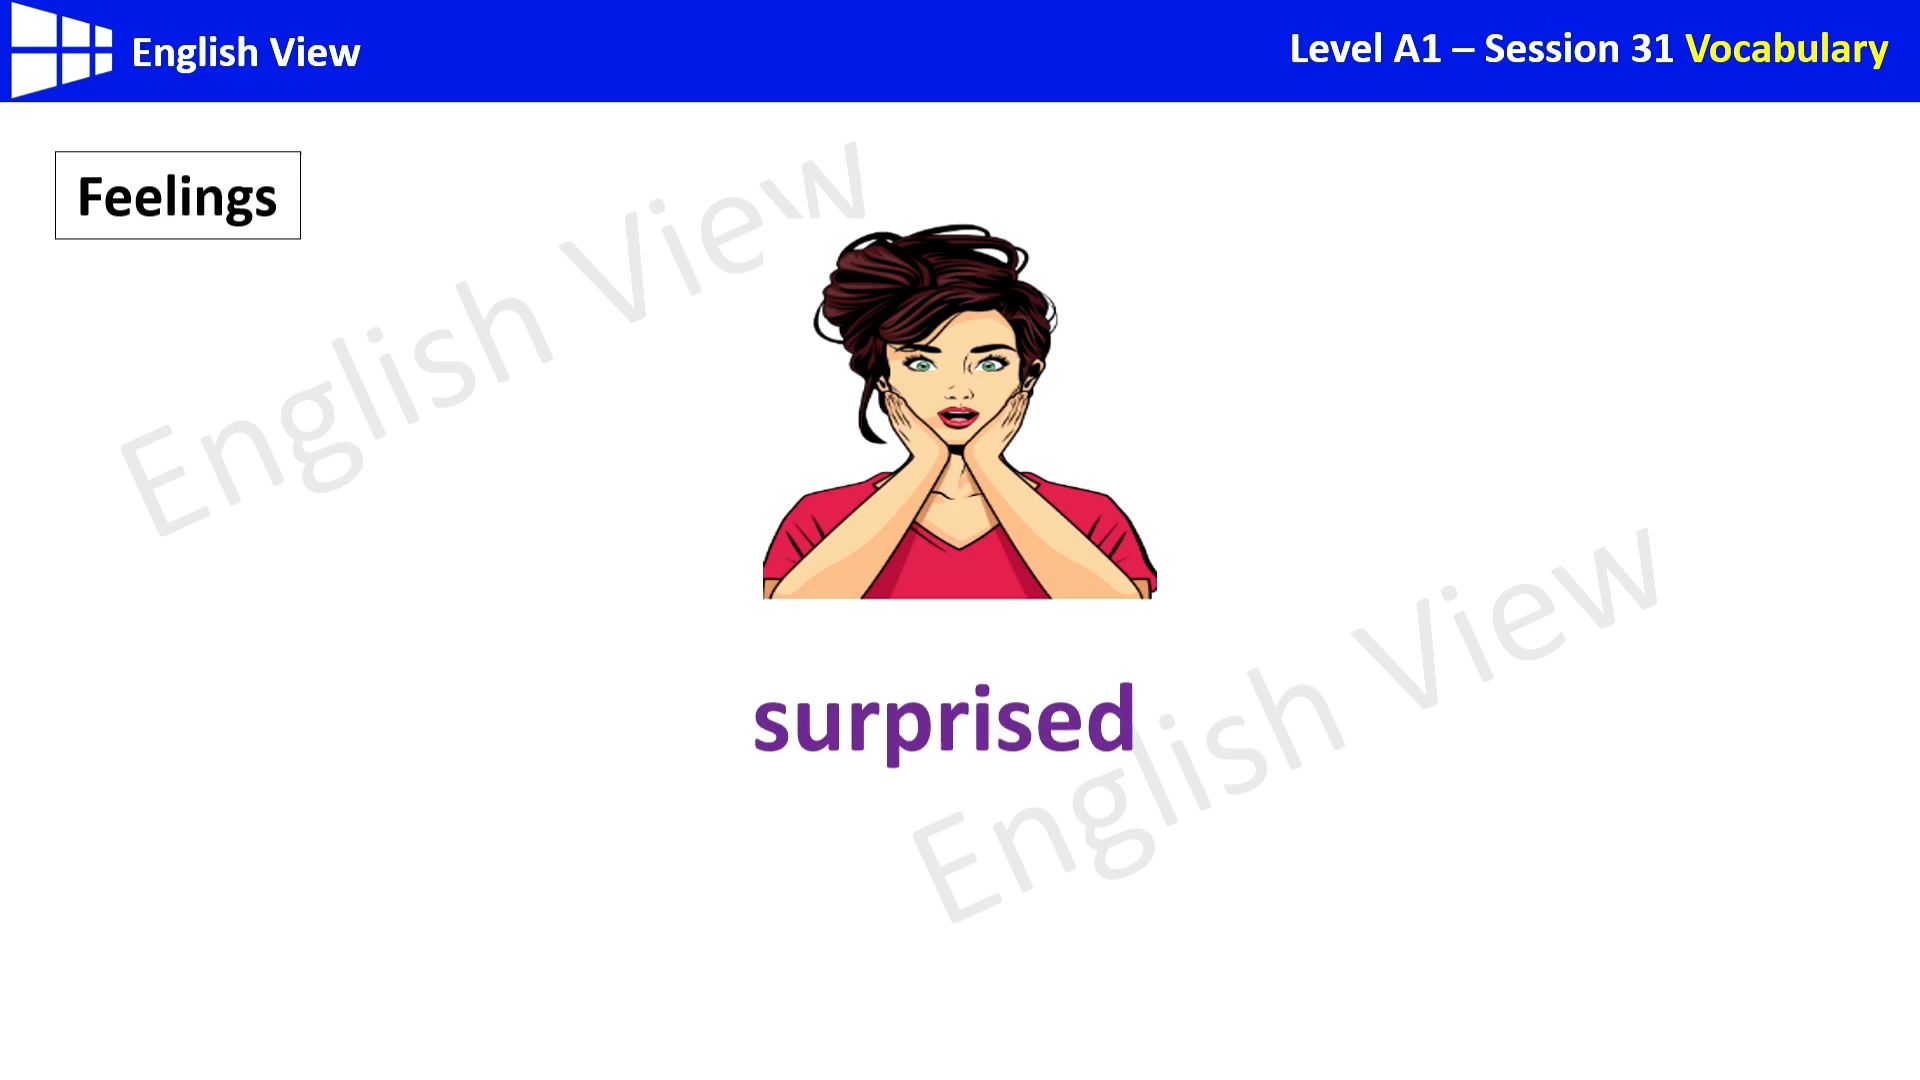 English View
Level A1 – Session 31 Vocabulary
Feelings
English View
surprised
English View